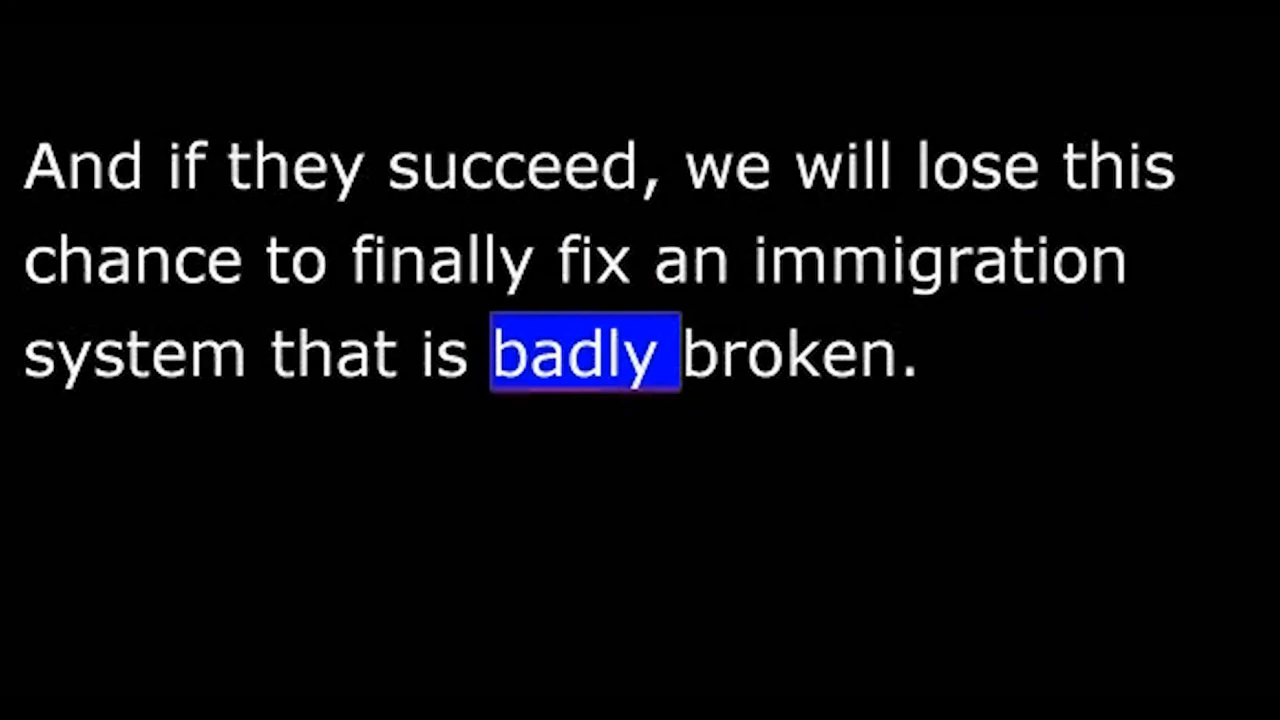 And if they succeed, we will lose this
chance to finally fix an immigration
system that is badly broken.